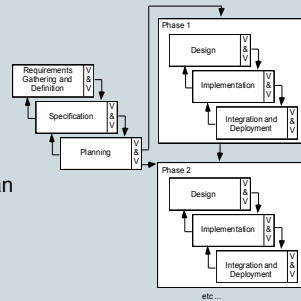 Requirements
Gathering and
Definition
V
&
V
Specification
V
&
V
Planning
V
&
V
an
Phase 1
Design
V
&
V
Implementation
V
&
V
Integration and
Deployment
V
&
V
Phase 2
Design
V
&
V
Implementation
V
&
V
Integration and
Deployment
V
&
V
etc...